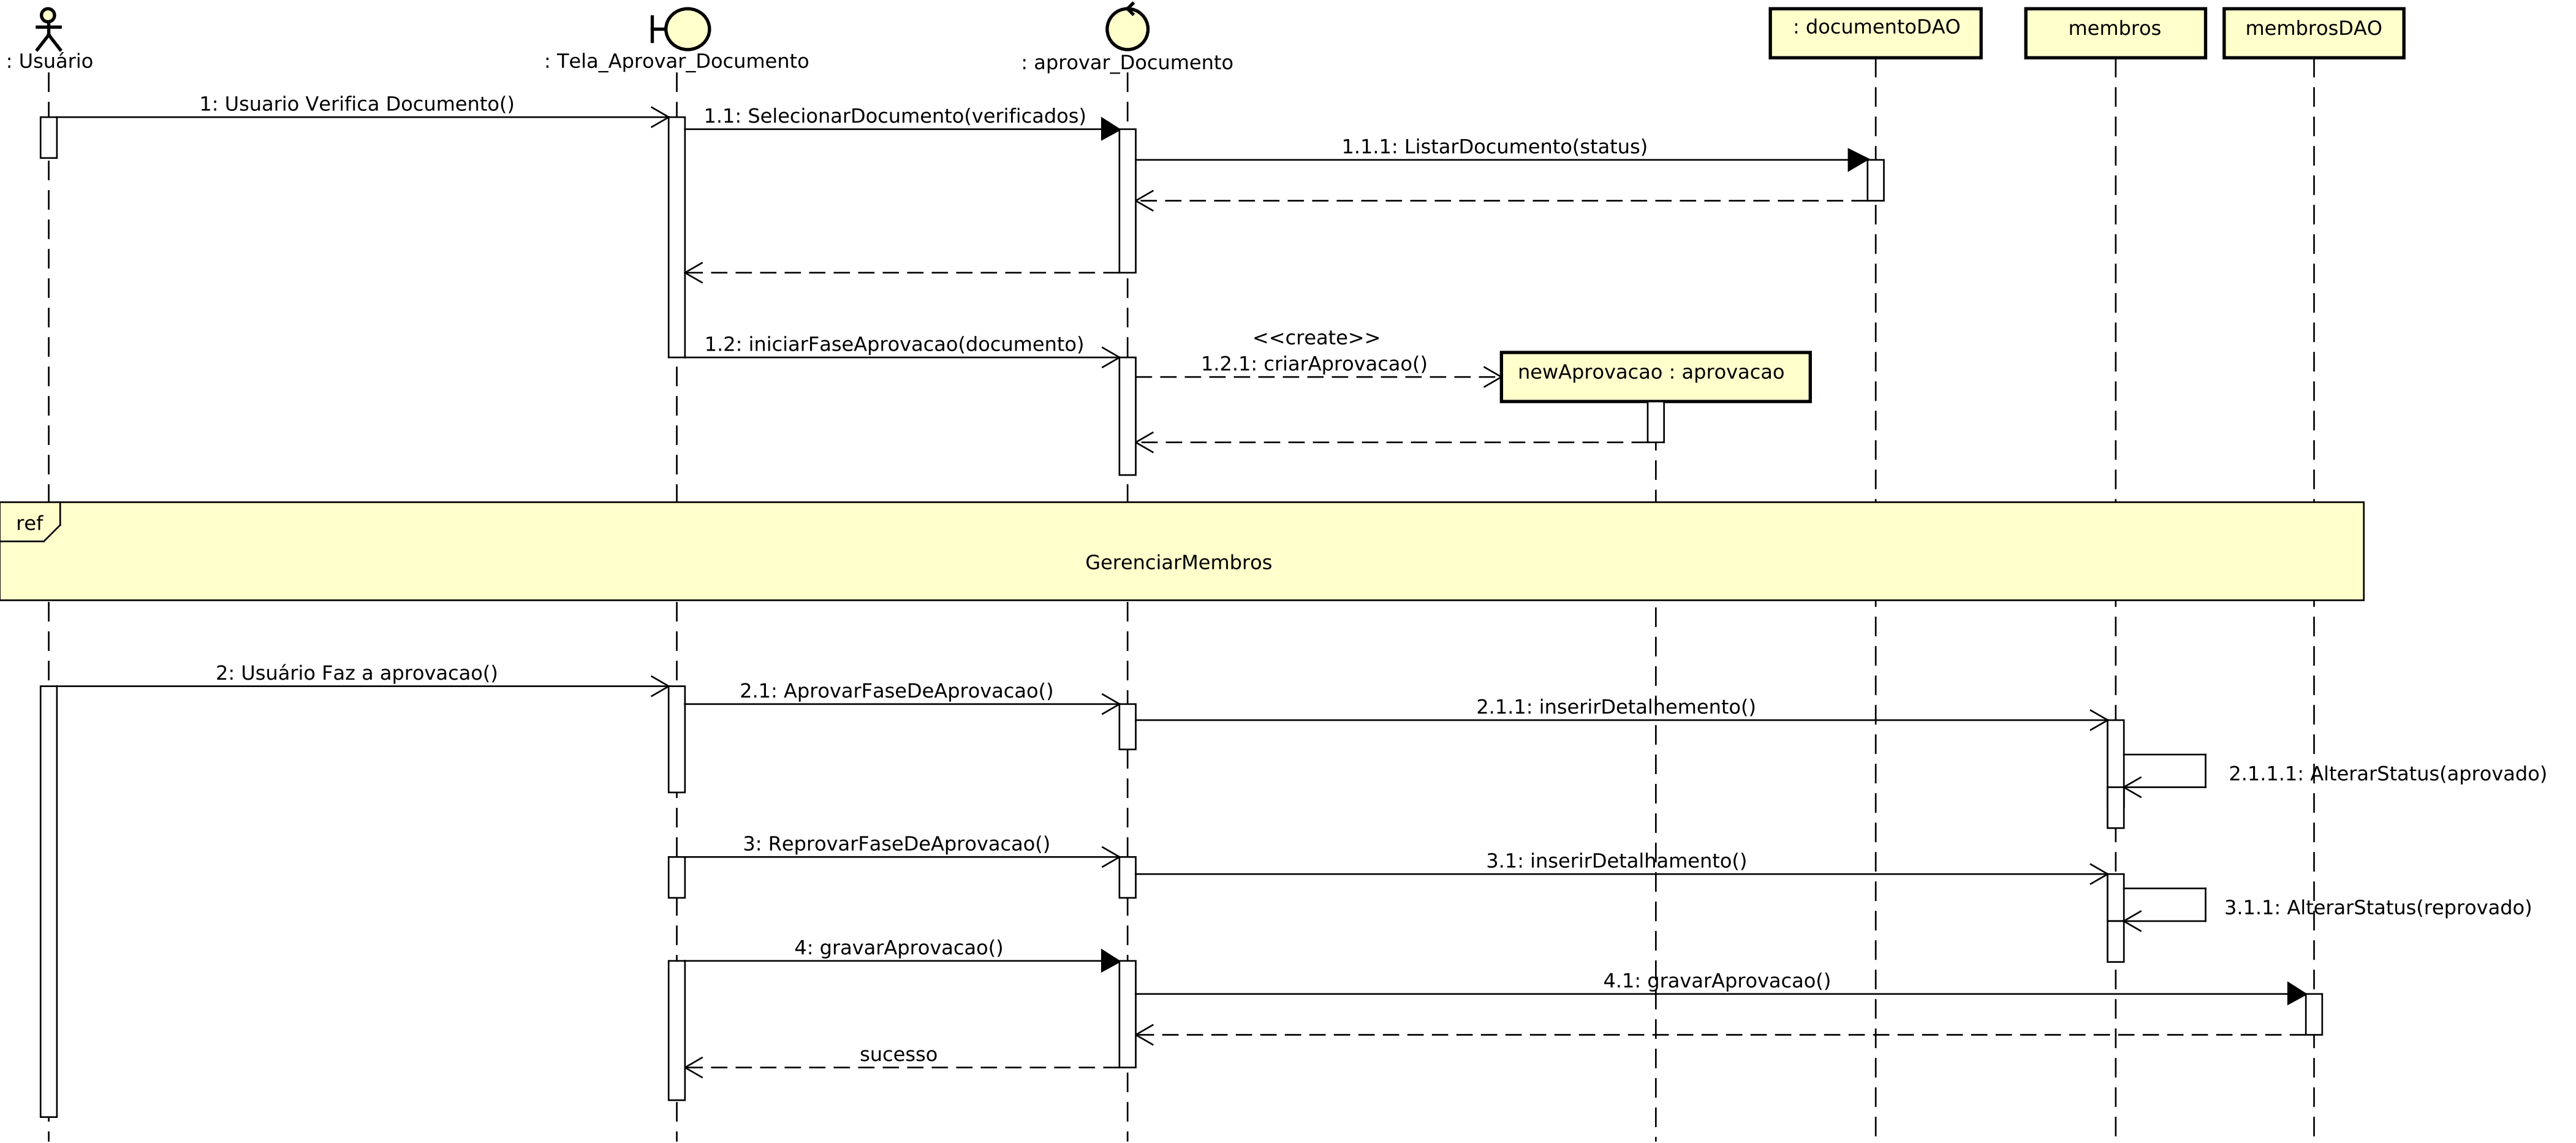 : Usuário
: Tela_Aprovar_Documento
: aprovar_Documento
: documentoDAO
membros
membrosDAO
1: Usuario Verifica Documento()
1.1: SelecionarDocumento(verificados)
1.1.1: ListarDocumento(status)
1.2: iniciarFaseAprovacao(documento)
<<create>>
1.2.1: criarAprovacao()
newAprovacao : aprovacao
ref
GerenciarMembros
2: Usuário Faz a aprovacao()
2.1: AprovarFaseDeAprovacao()
2.1.1: inserirDetalhemento()
2.1.1.1: AlterarStatus(aprovado)
3: ReprovarFaseDeAprovacao()
3.1: inserirDetalhamento()
3.1.1: AlterarStatus(reprovado)
4: gravarAprovacao()
4.1: gravarAprovacao()
sucesso